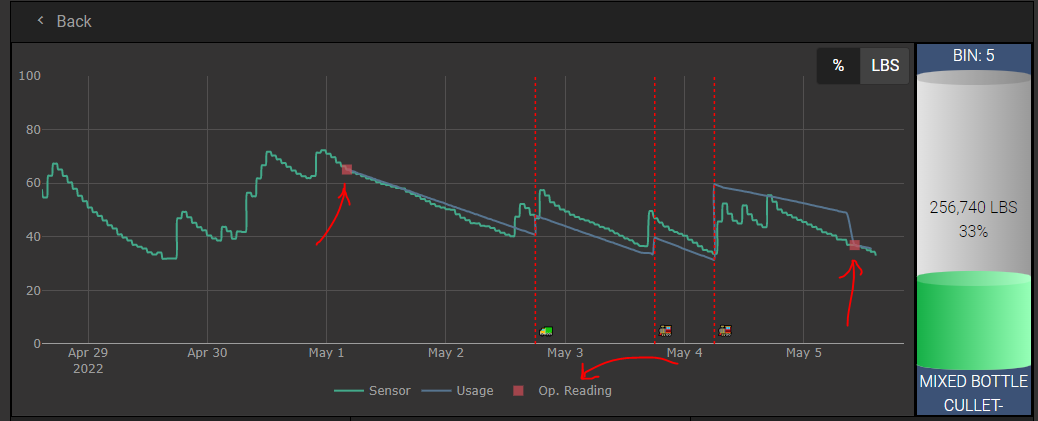 Back
% LBS
BIN: 5
100
80
60
40
20
0
256,740 LBS
33%
Apr 29 Apr 30 May 1 May 2 May 3 May 4 May 5
2022
Sensor Usage Op. Reading
MIXED BOTTLE
CULLET-